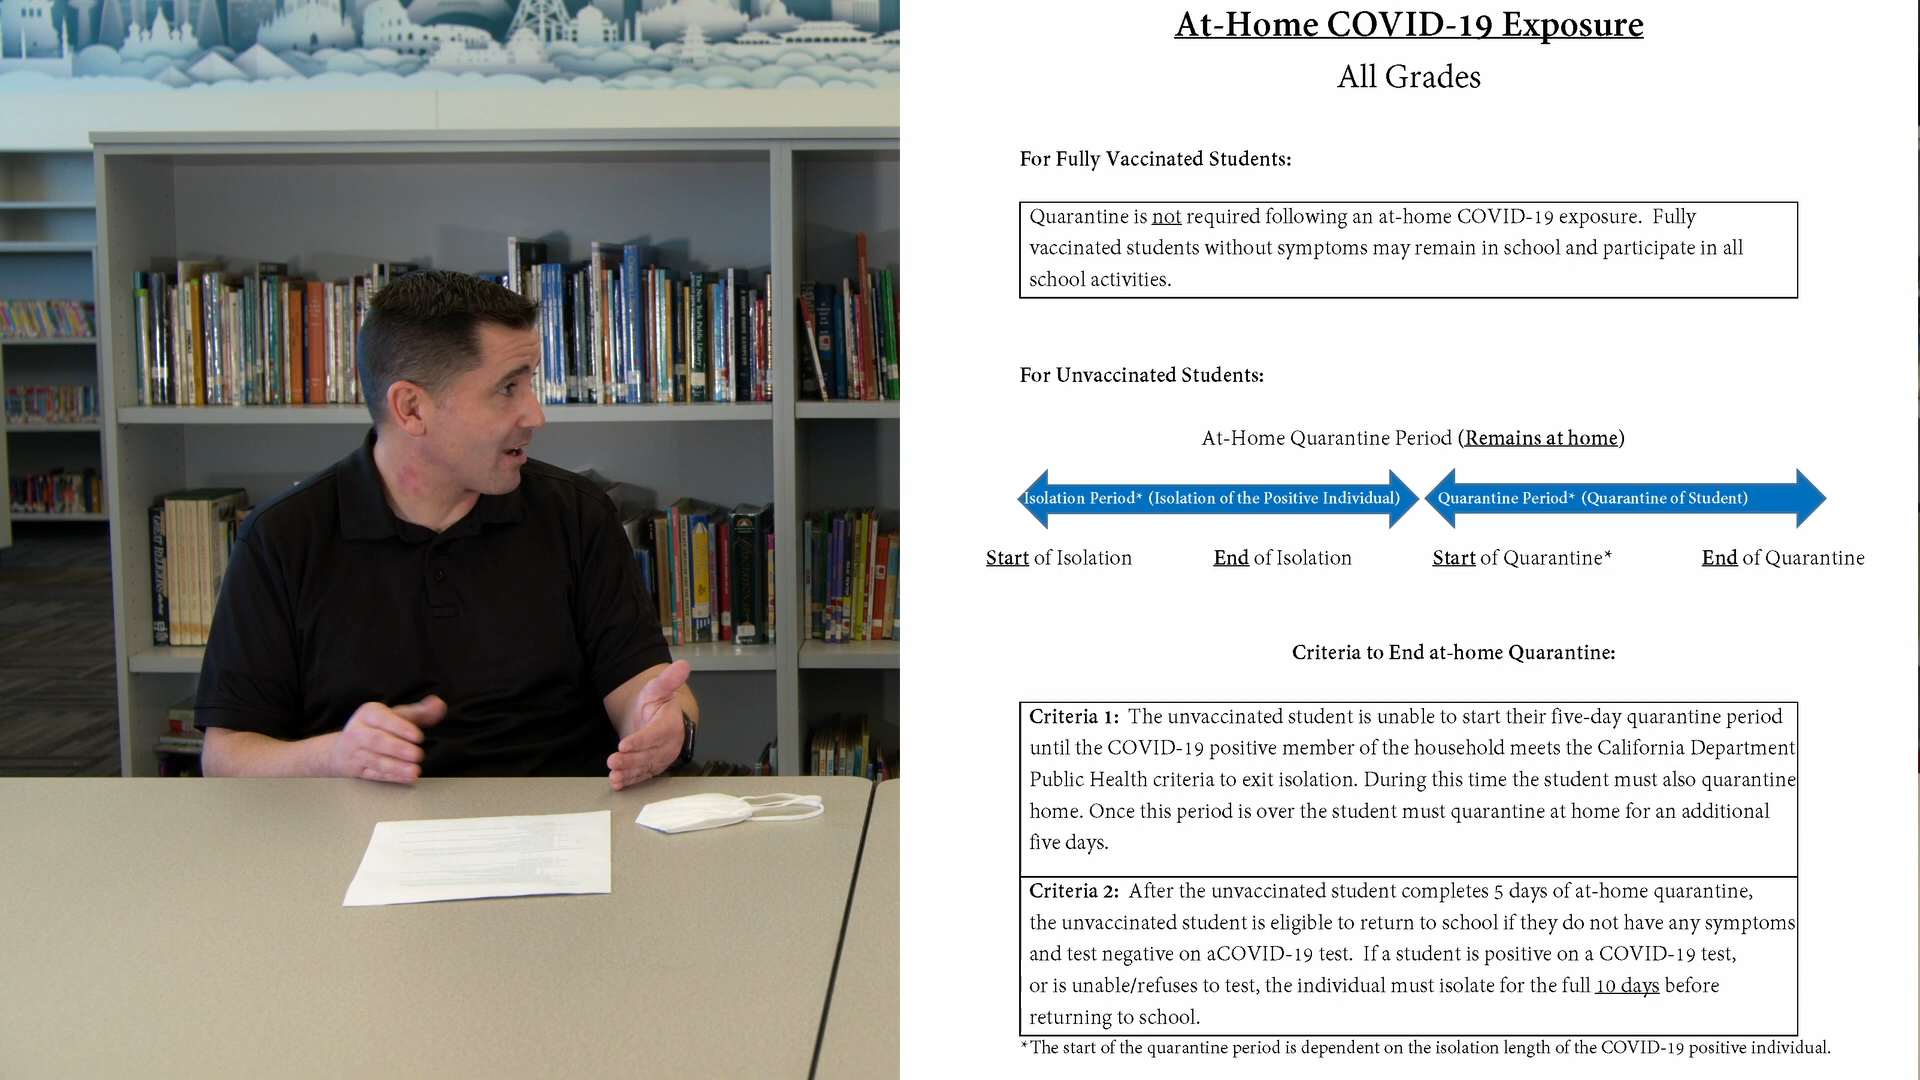 At-Home COVID-19 Exposure
All Grades
For Fully Vaccinated Students:
Quarantine is not required following an at-home COVID-19 exposure. Fully
vaccinated students without symptoms may remain in school and participate in all
school activities.
For Unvaccinated Students:
At-Home Quarantine Period (Remains at home)
Isolation Period* (Isolation of the Positive Individual) Quarantine Period* (Quarantine of Student)
Start of Isolation End of Isolation Start of Quarantine* End of Quarantine
Criteria to End at-home Quarantine:
Criteria 1: The unvaccinated student is unable to start their five-day quarantine period
until the COVID-19 positive member of the household meets the California Department
Public Health criteria to exit isolation. During this time the student must also quarantine
home. Once this period is over the student must quarantine at home for an additional
five days.
Criteria 2: After the unvaccinated student completes 5 days of at-home quarantine,
the unvaccinated student is eligible to return to school if they do not have any symptoms
and test negative on aCOVID-19 test. If a student is positive on a COVID-19 test,
or is unable/refuses to test, the individual must isolate for the full 10 days before
returning to school.
*The start of the quarantine period is dependent on the isolation length of the COVID-19 positive individual.